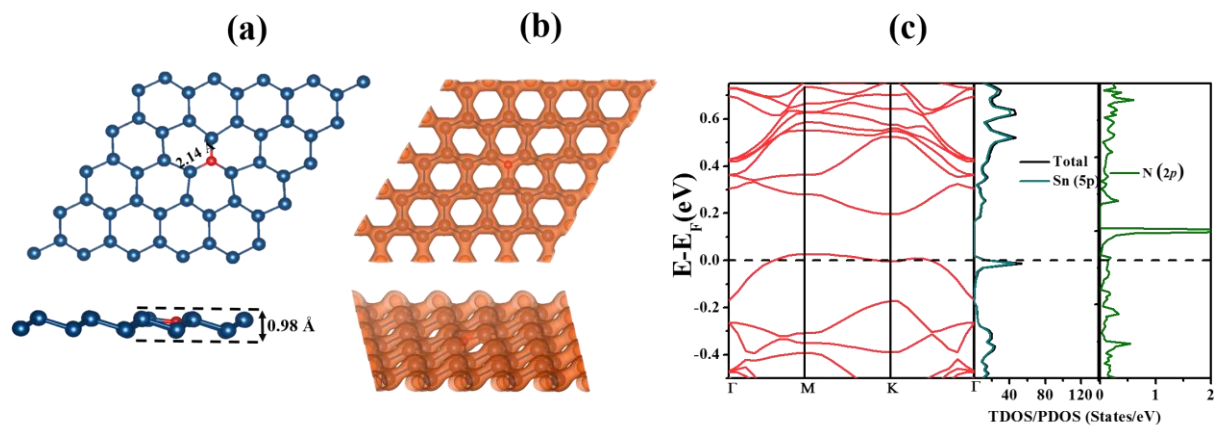 (a)
(b)
(c)
2.14 Å
0.98 Å
E-E_F(eV)
0.6
0.4
0.2
0.0
-0.2
-0.4
Γ
M
K
Γ
Total
Sn (5p)
N (2p)
0 40 80 120
0 1 2
TDOS/PDOS (States/eV)